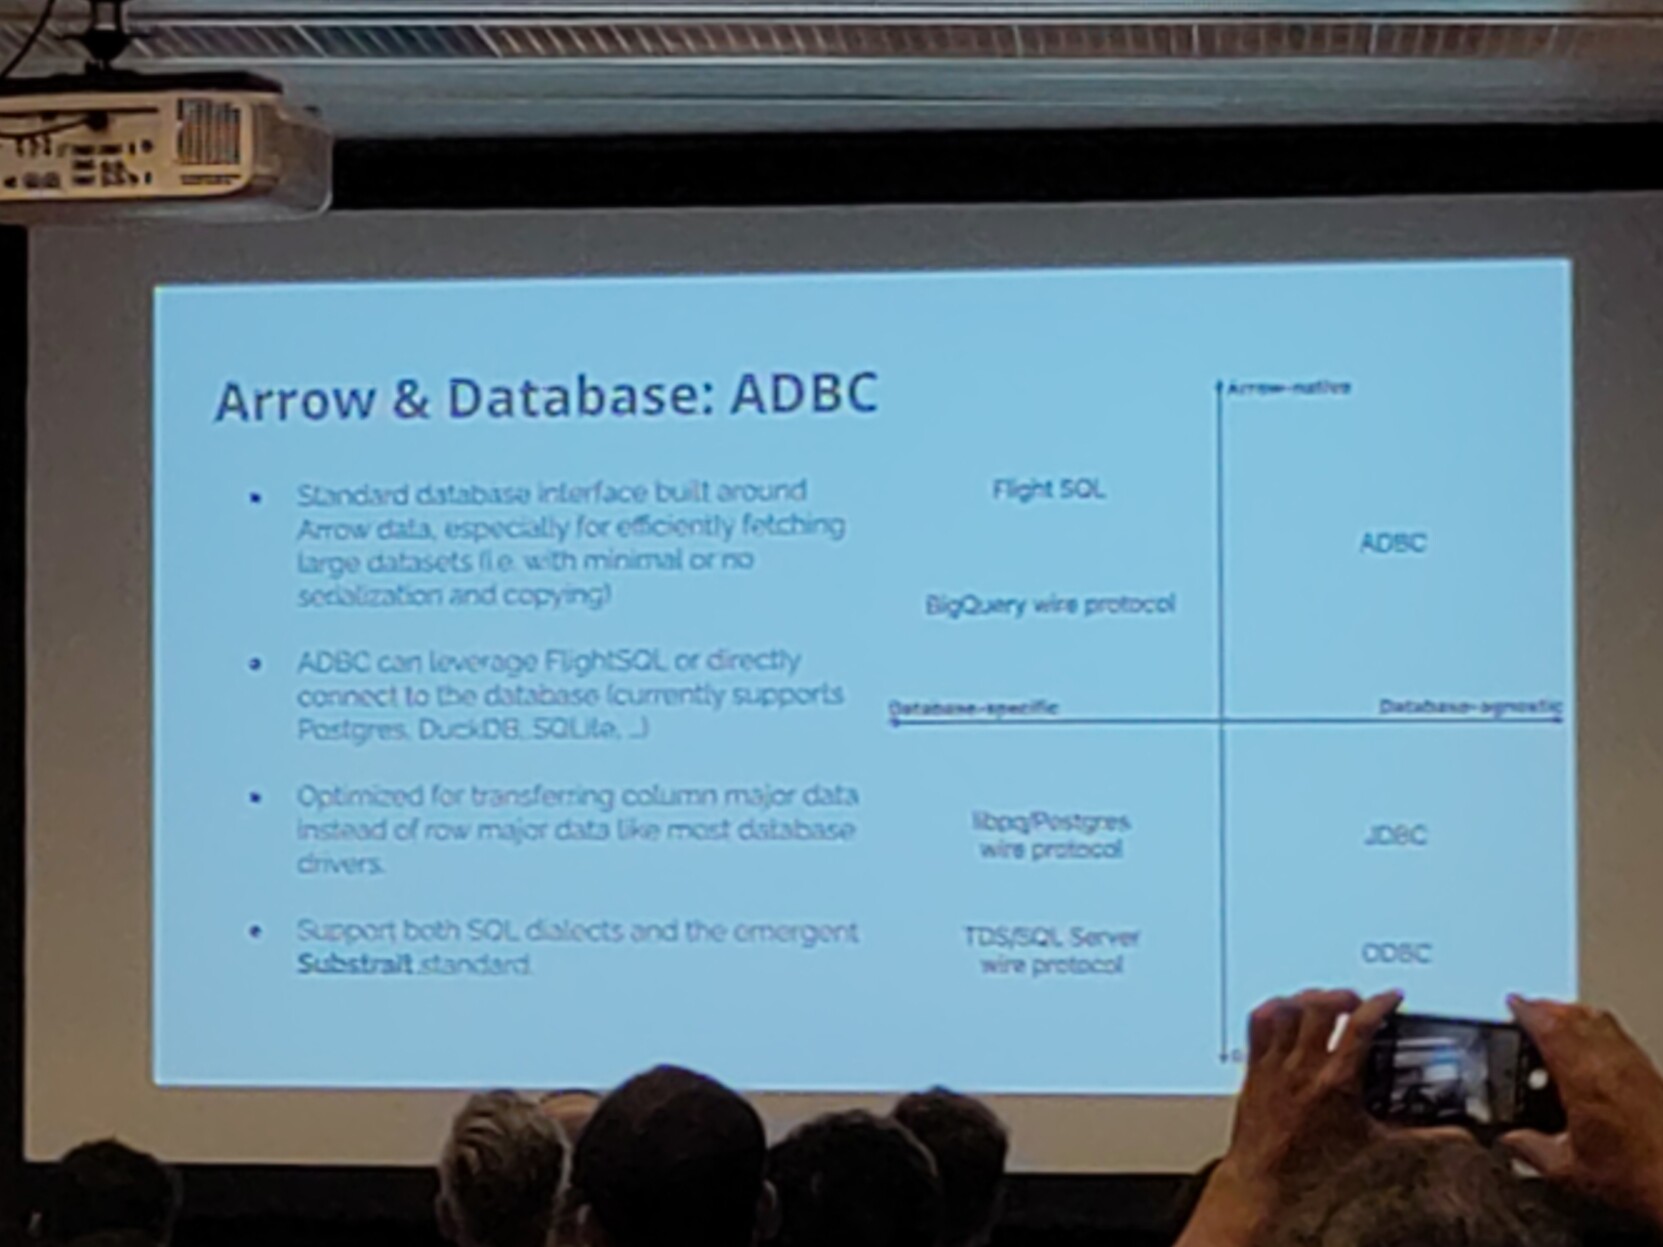 Arrow & Database: ADBC
Standard database interface built around
Arrow data, especially for efficiently fetching
large datasets (i.e. with minimal or no
serialization and copying)
ADBC can leverage FlightSQL or directly
connect to the database (currently supports
Postgres, DuckDB, SQLite, ...)
Optimized for transferring column major data
instead of row major data like most database
drivers.
Support both SQL dialects and the emergent
Substrait standard.
Arrow-native
Flight SQL
ADBC
BigQuery wire protocol
Database-specific
Database-agnostic
libpq/Postgres
wire protocol
JDBC
TDS/SQL Server
wire protocol
ODBC